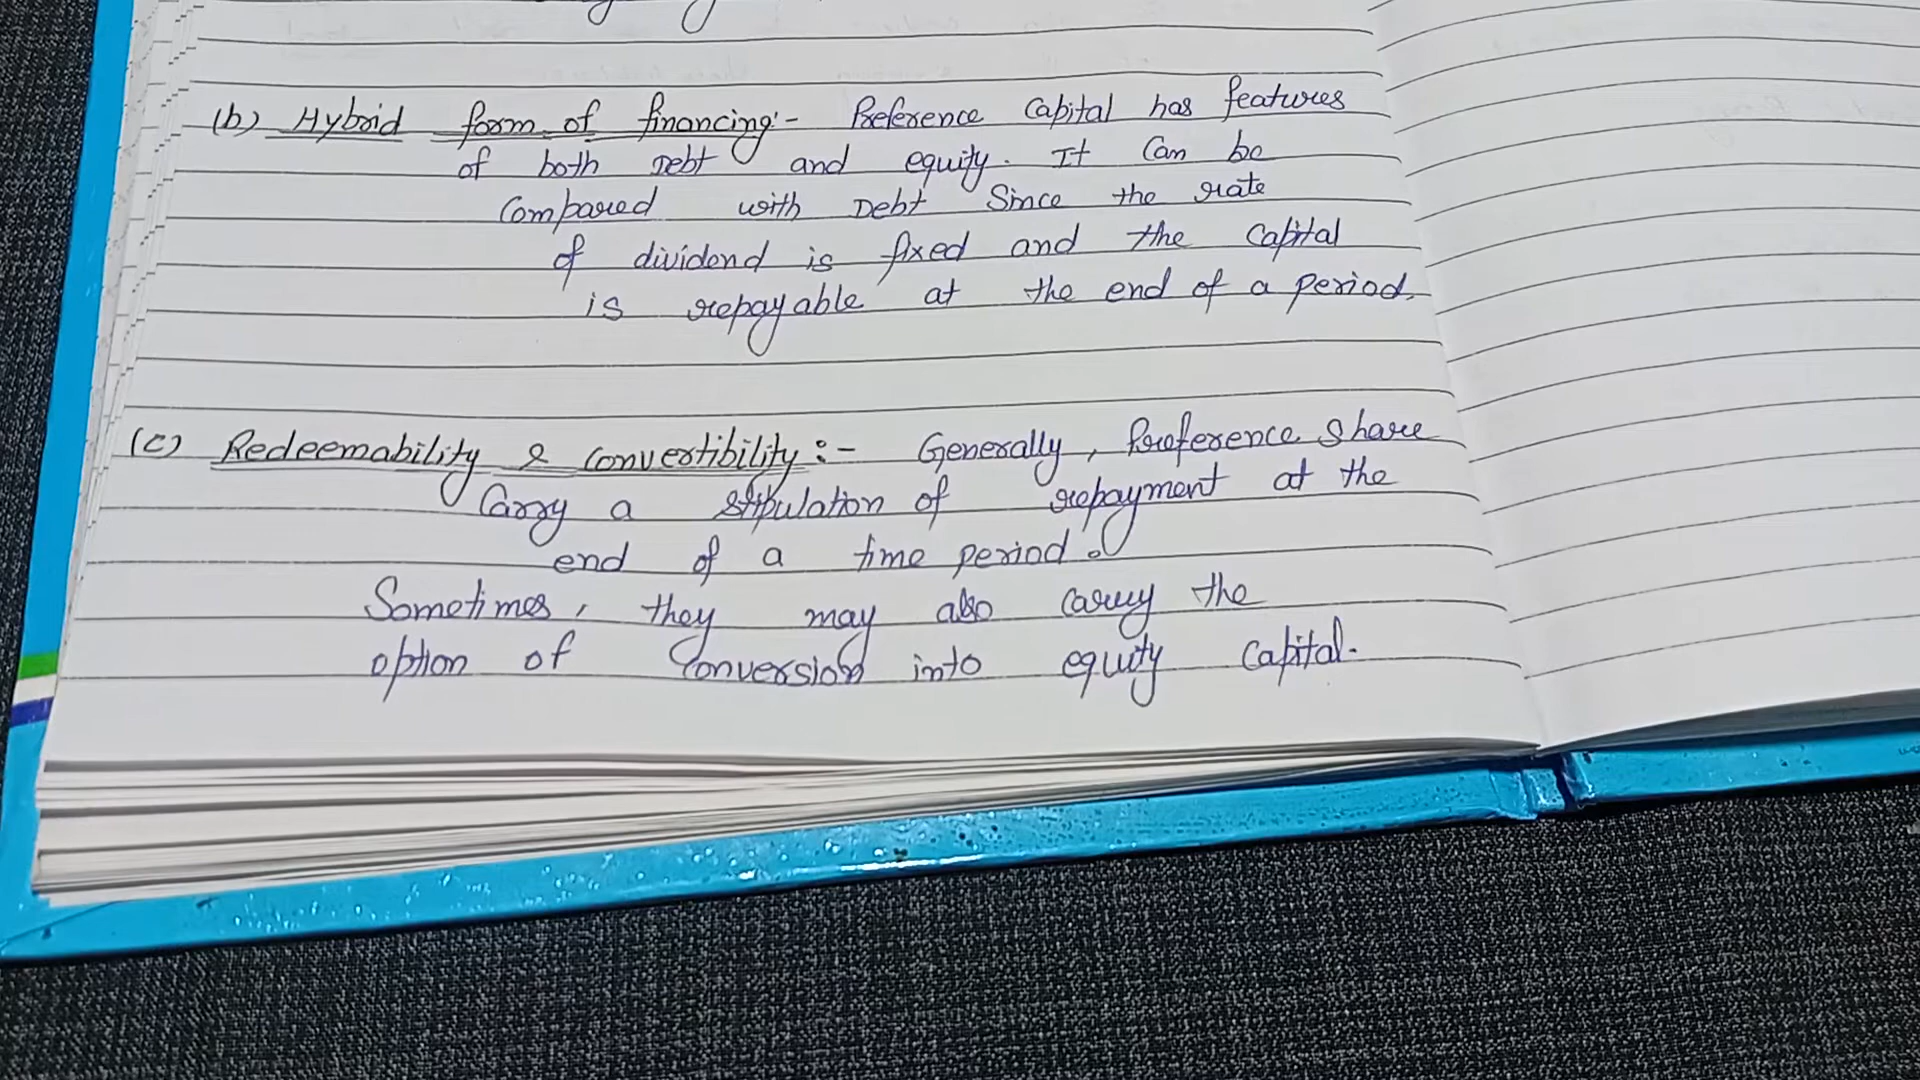 (b) Hybrid form of financing:- Preference Capital has features
of both Debt and equity. It Can be
Compared with Debt Since the rate
of dividend is fixed and the Capital
is repayable at the end of a period.
(c) Redeemability & Convertibility:- Generally, Preference Share
Carry a stipulation of repayment at the
end of a time period.
Sometimes, they may also carry the
option of Conversion into equity Capital.